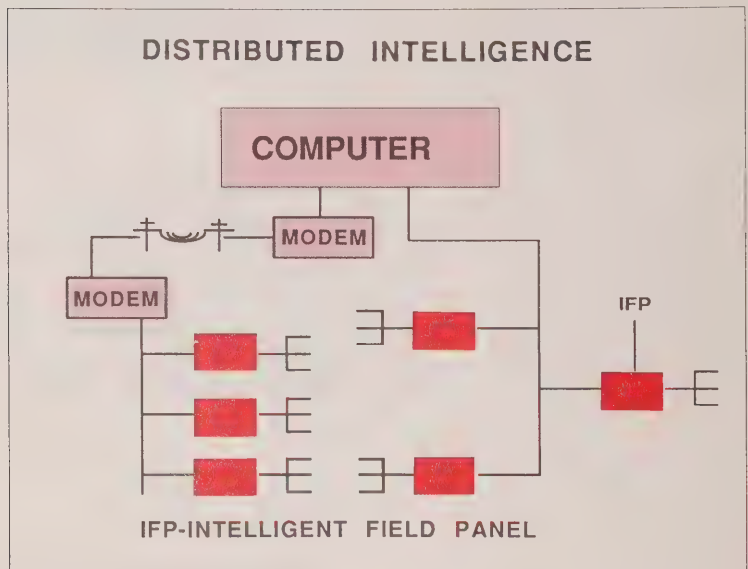 DISTRIBUTED INTELLIGENCE
COMPUTER
MODEM
MODEM
IFP
IFP-INTELLIGENT FIELD PANEL